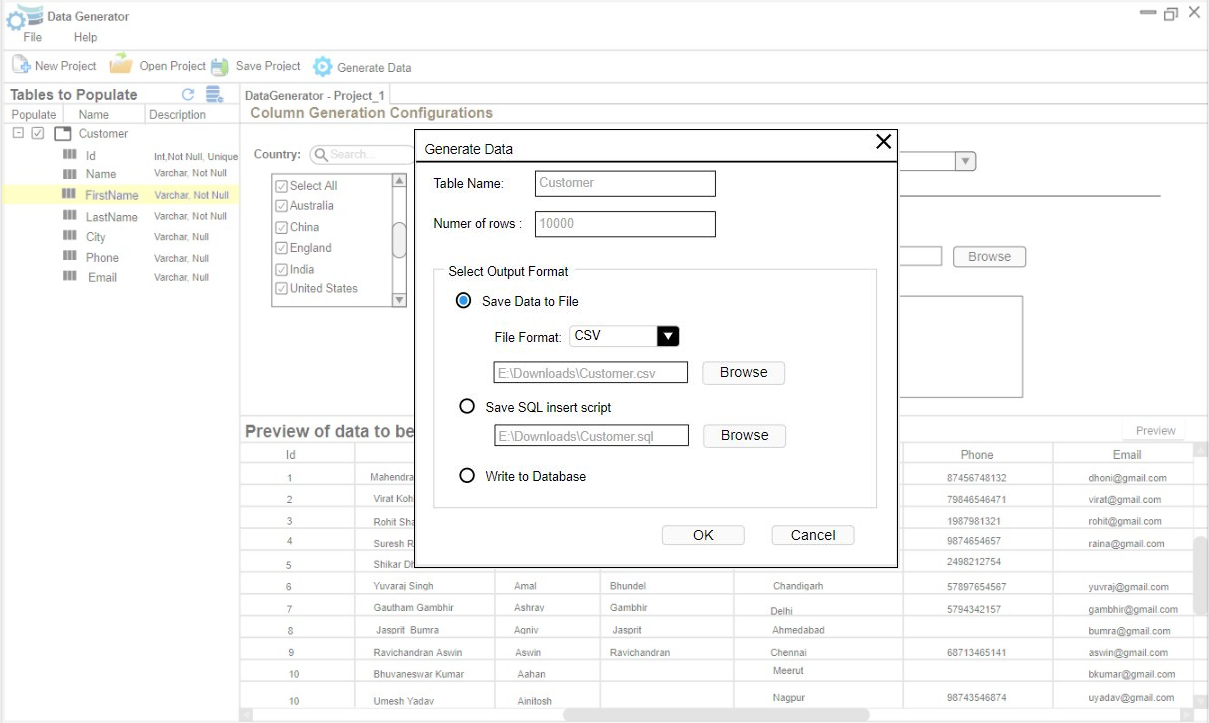 Data Generator
File Help
New Project Open Project Save Project Generate Data
Tables to Populate
Populate Name Description
Customer
Id Int,Not Null, Unique
Name Varchar, Not Null
FirstName Varchar, Not Null
LastName Varchar, Not Null
City Varchar, Null
Phone Varchar, Null
Email Varchar, Null
DataGenerator - Project_1
Column Generation Configurations
Country: Search...
Select All
Australia
China
England
India
United States
Browse
Generate Data
Table Name: Customer
Numer of rows : 10000
Select Output Format
Save Data to File
File Format: CSV
E:\Downloads\Customer.csv Browse
Save SQL insert script
E:\Downloads\Customer.sql Browse
Write to Database
OK Cancel
Preview of data to be
Preview
Id Phone Email
1 Mahendra 87456748132 dhoni@gmail.com
2 Virat Koh 79846546471 virat@gmail.com
3 Rohit Sha 1987981321 rohit@gmail.com
4 Suresh R 9874654657 raina@gmail.com
5 Shikar Dh 2498212754
6 Yuvaraj Singh Amal Bhundel Chandigarh 57897654567 yuvraj@gmail.com
7 Gautham Gambhir Ashray Gambhir Delhi 5794342157 gambhir@gmail.com
8 Jasprit Bumra Agniv Jasprit Ahmedabad bumra@gmail.com
9 Ravichandran Aswin Aswin Ravichandran Chennai 68713465141 aswin@gmail.com
10 Bhuvaneswar Kumar Aahan Meerut bkumar@gmail.com
10 Umesh Yadav Ainitosh Nagpur 98743546874 uyadav@gmail.com